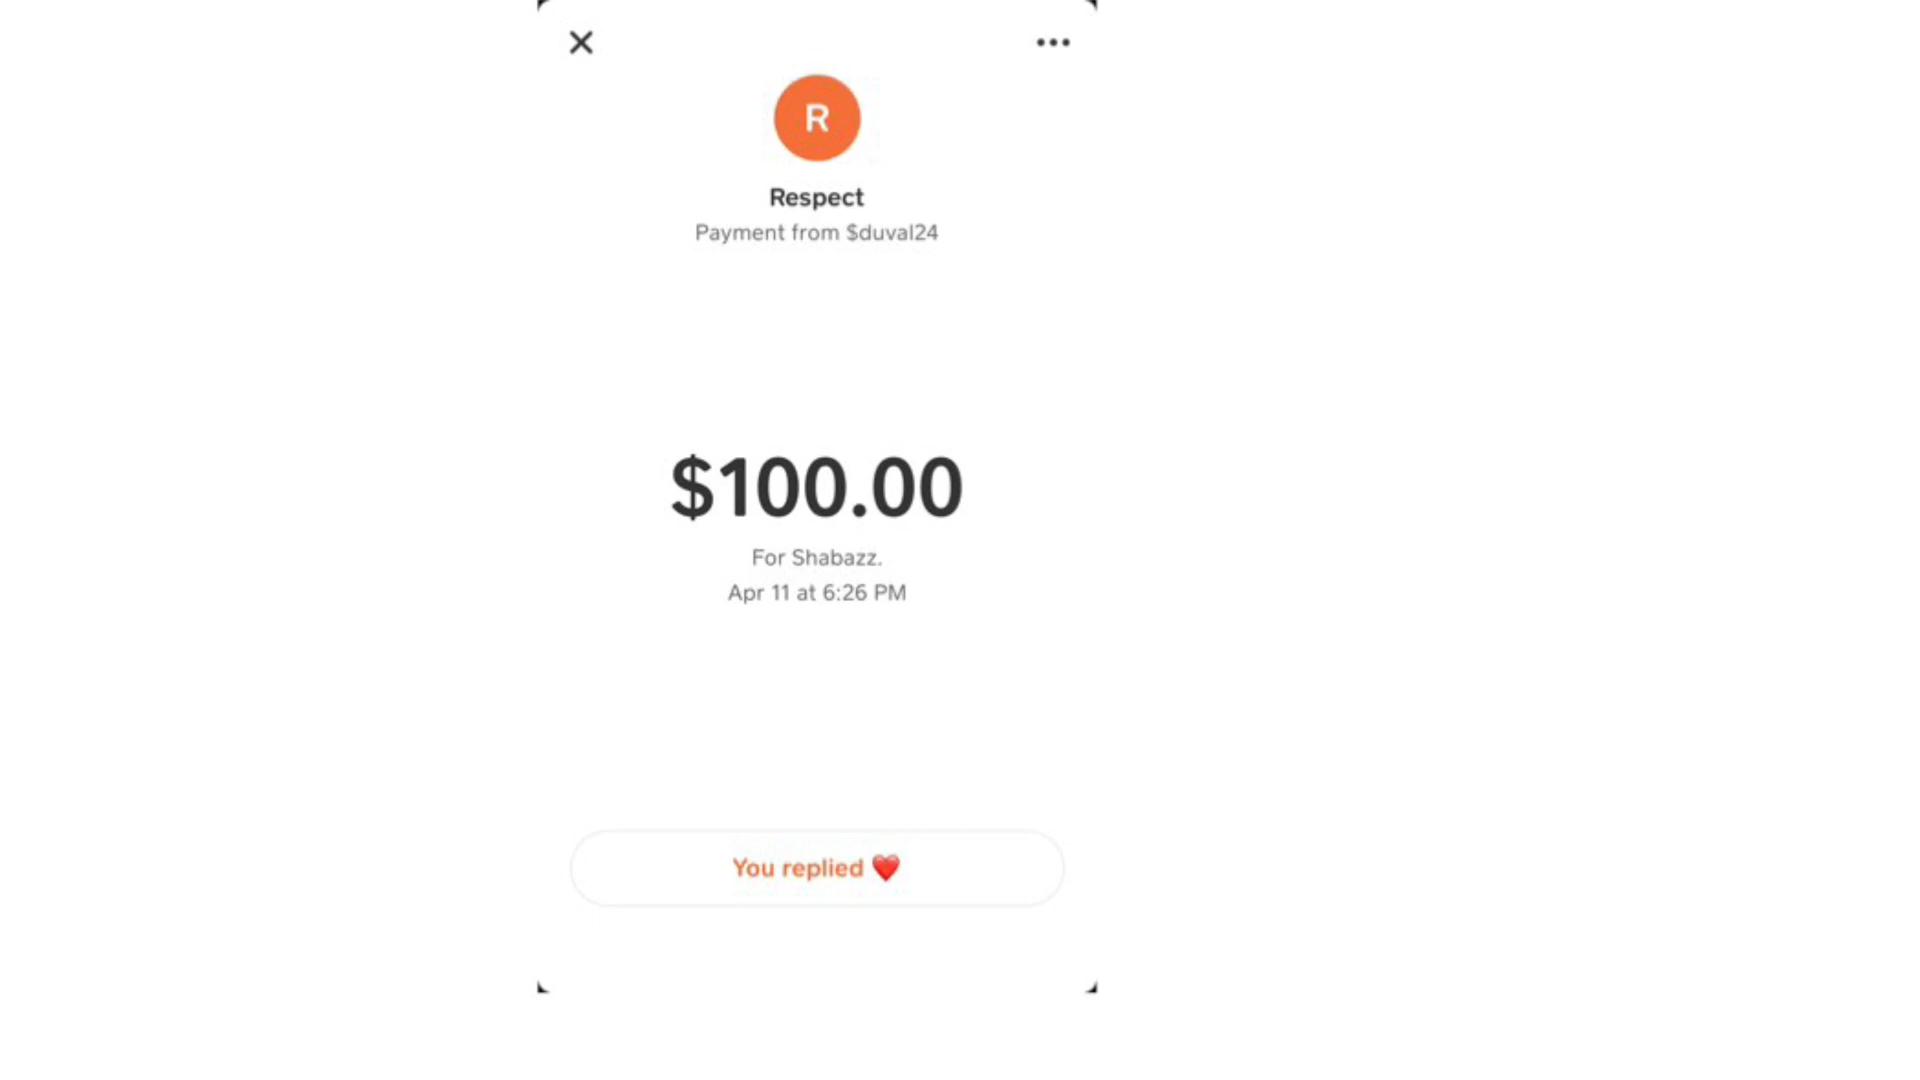 R
Respect
Payment from $duval24
$100.00
For Shabazz.
Apr 11 at 6:26 PM
You replied ❤️